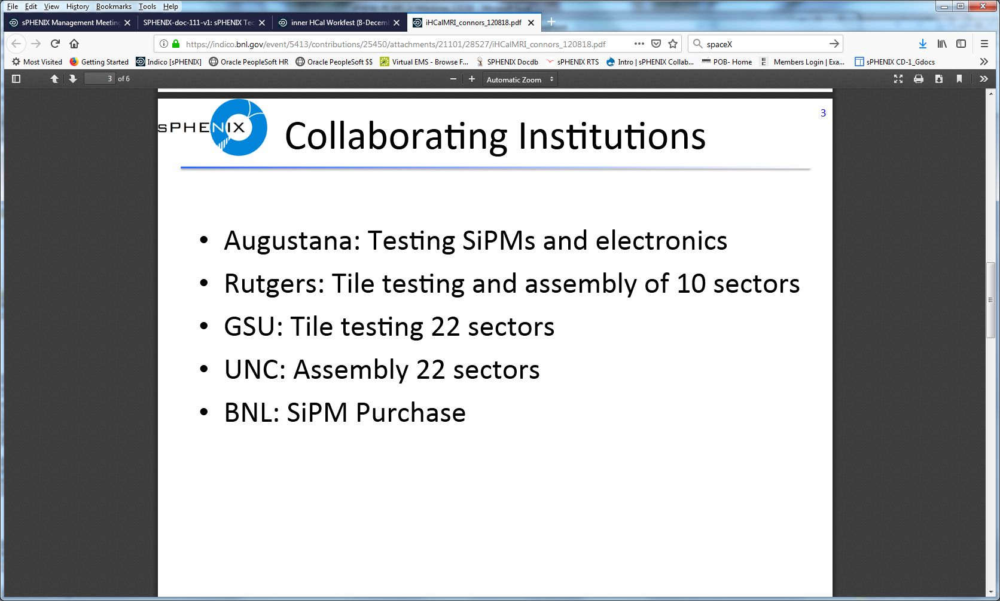 File Edit View History Bookmarks Tools Help
sPHENIX Management Meeting
SPHENIX-doc-111-v1: sPHENIX Tec
inner HCal Workfest (8-Decemb
iHCalMRI_connors_120818.pdf
https://indico.bnl.gov/event/5413/contributions/25450/attachments/21101/28527/iHCalMRI_connors_120818.pdf
spaceX
Most Visited Getting Started Indico [sPHENIX] Oracle PeopleSoft HR Oracle PeopleSoft $$ Virtual EMS - Browse F... SPHENIX Docdb sPHENIX RTS Intro | sPHENIX Collab... POB- Home Members Login | Exa... sPHENIX CD-1_Gdocs
3 of 6
Automatic Zoom
3
sPHENIX
Collaborating Institutions
• Augustana: Testing SiPMs and electronics
• Rutgers: Tile testing and assembly of 10 sectors
• GSU: Tile testing 22 sectors
• UNC: Assembly 22 sectors
• BNL: SiPM Purchase